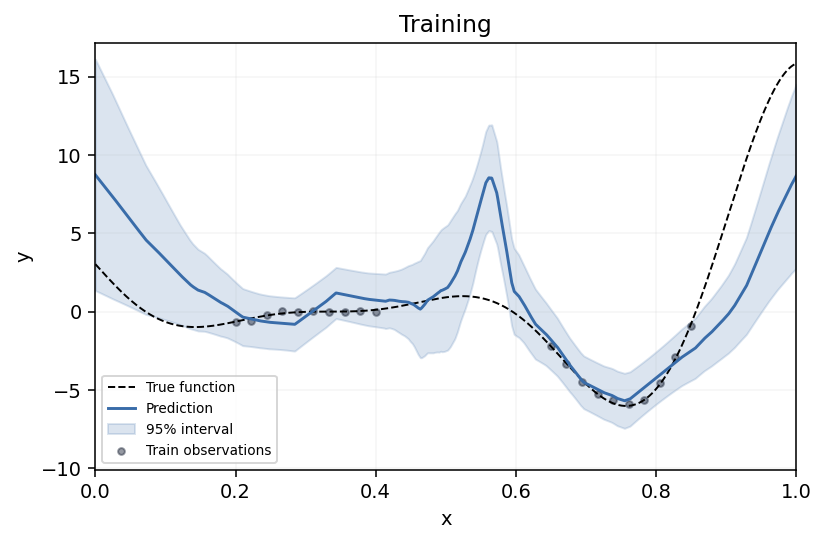 Training
15
10
5
0
−5
−10
y
True function
Prediction
95% interval
Train observations
0.0 0.2 0.4 0.6 0.8 1.0
x